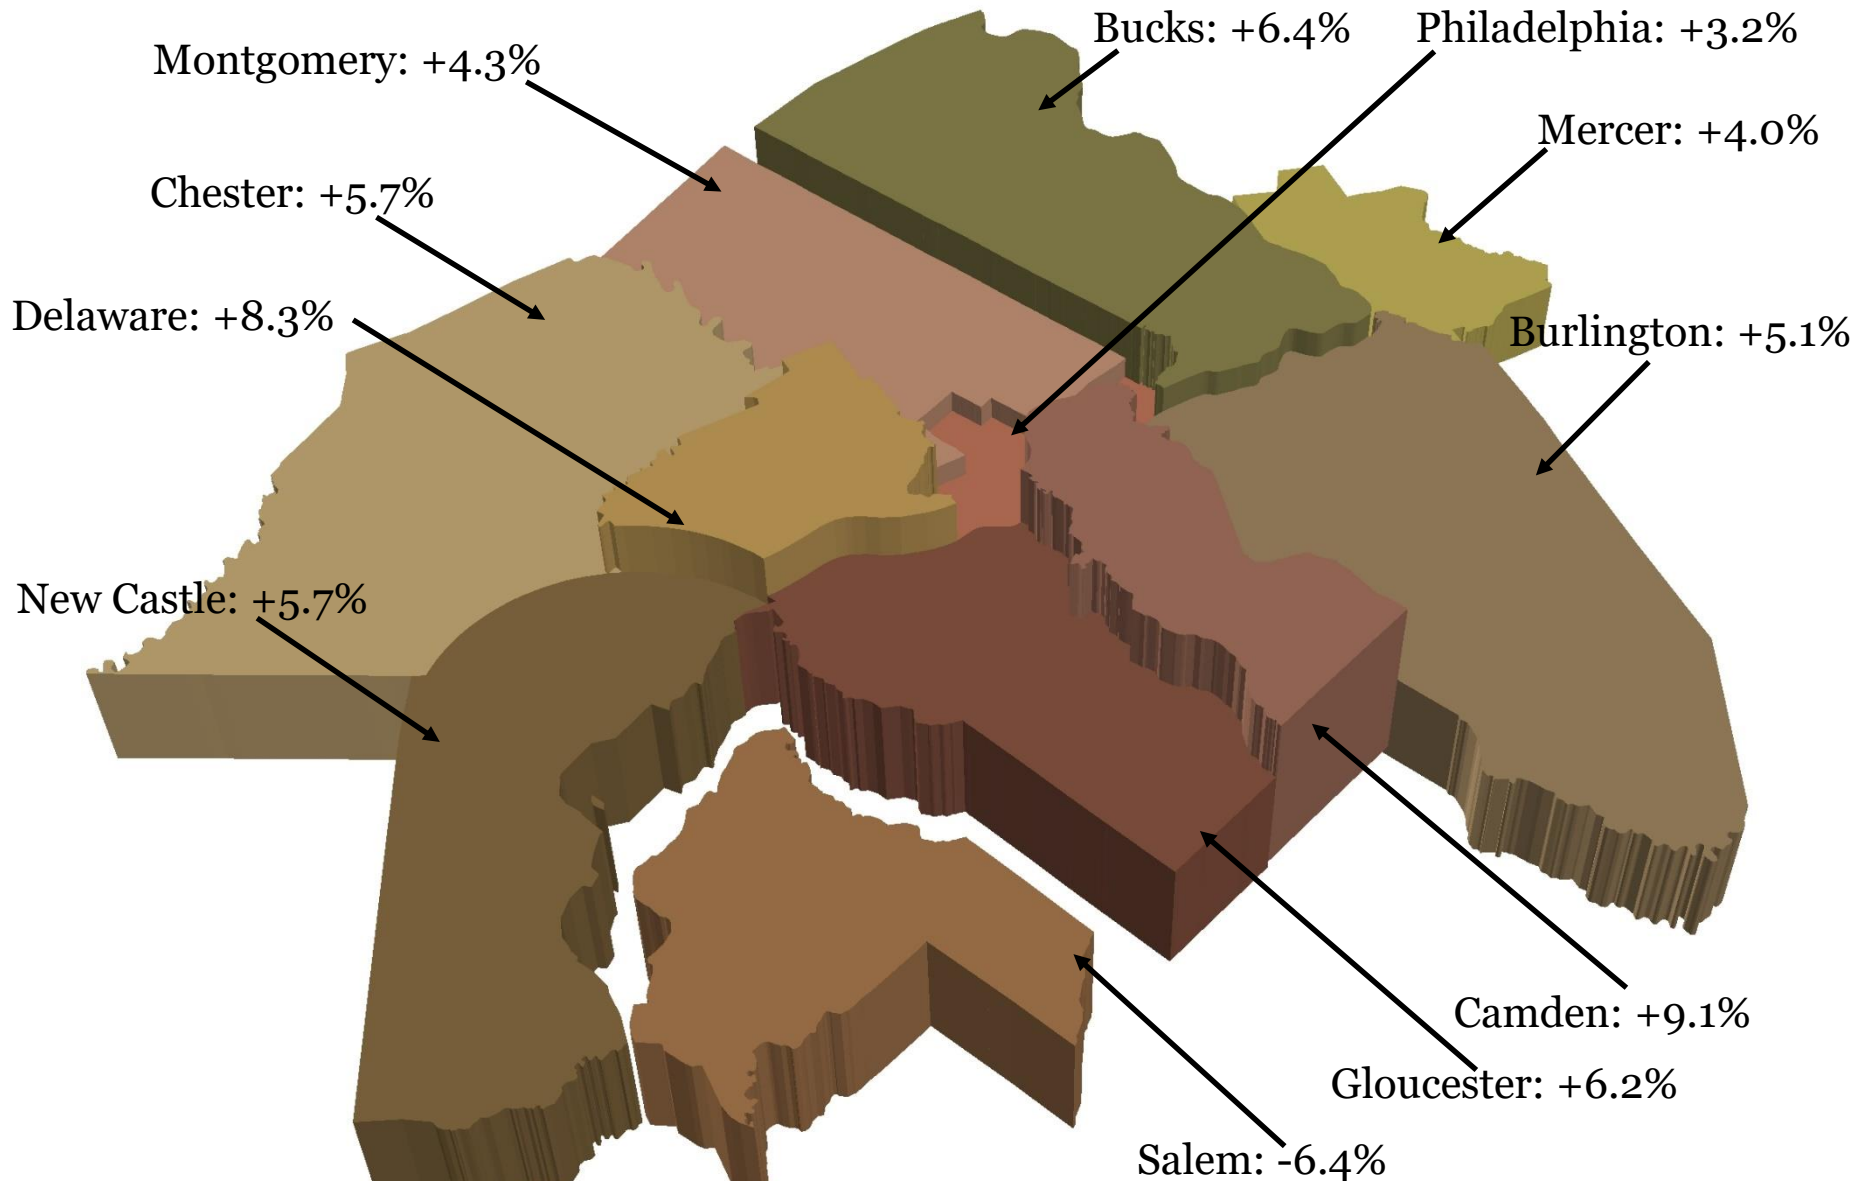 Bucks: +6.4%
Philadelphia: +3.2%
Montgomery: +4.3%
Mercer: +4.0%
Chester: +5.7%
Delaware: +8.3%
Burlington: +5.1%
New Castle: +5.7%
Camden: +9.1%
Gloucester: +6.2%
Salem: -6.4%